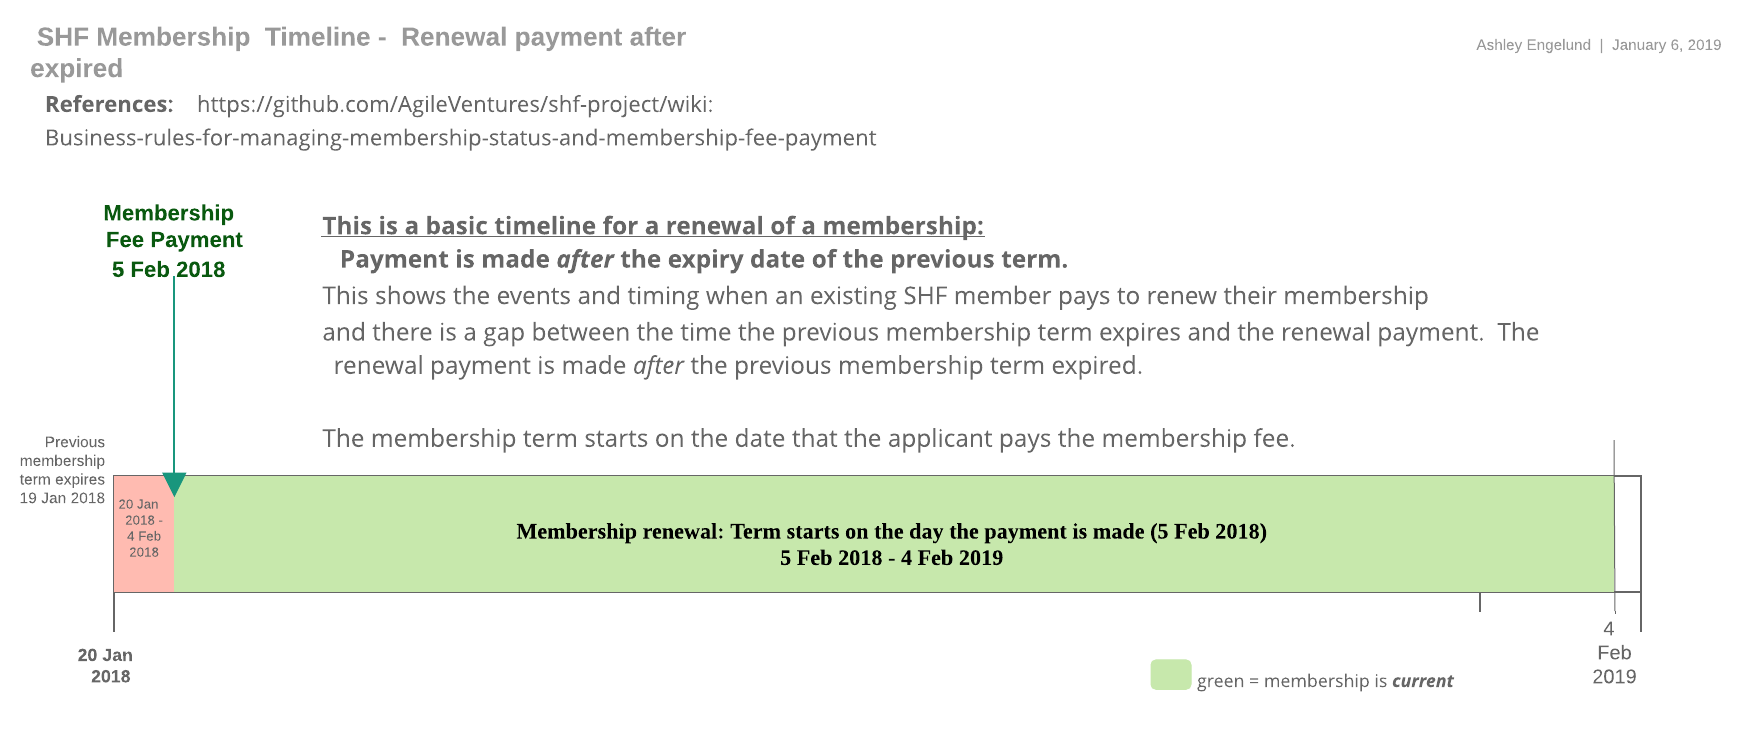 SHF Membership  Timeline -  Renewal payment after
expired
Ashley Engelund  |  January 6, 2019
References:    https://github.com/AgileVentures/shf-project/wiki:
Business-rules-for-managing-membership-status-and-membership-fee-payment
Membership
Fee Payment
5 Feb 2018
This is a basic timeline for a renewal of a membership:
Payment is made after the expiry date of the previous term.
This shows the events and timing when an existing SHF member pays to renew their membership
and there is a gap between the time the previous membership term expires and the renewal payment.  The
renewal payment is made after the previous membership term expired.
The membership term starts on the date that the applicant pays the membership fee.
Previous
membership
term expires
19 Jan 2018
20 Jan
2018 -
4 Feb
2018
Membership renewal: Term starts on the day the payment is made (5 Feb 2018)
5 Feb 2018 - 4 Feb 2019
20 Jan
2018
4
Feb
2019
green = membership is current